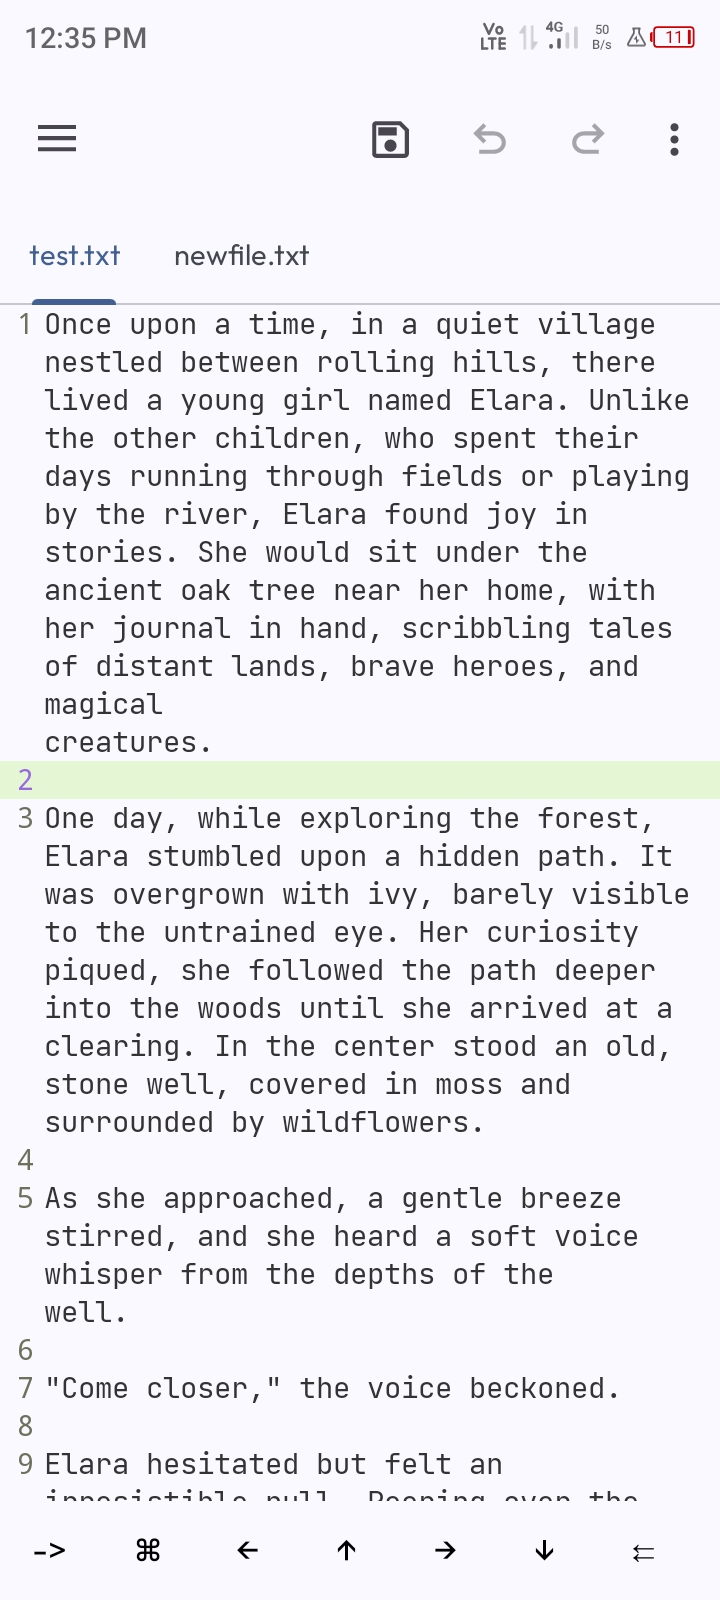 12:35 PM
Vo LTE 4G 50 B/s 11
test.txt newfile.txt
1 Once upon a time, in a quiet village
nestled between rolling hills, there
lived a young girl named Elara. Unlike
the other children, who spent their
days running through fields or playing
by the river, Elara found joy in
stories. She would sit under the
ancient oak tree near her home, with
her journal in hand, scribbling tales
of distant lands, brave heroes, and
magical
creatures.
2
3 One day, while exploring the forest,
Elara stumbled upon a hidden path. It
was overgrown with ivy, barely visible
to the untrained eye. Her curiosity
piqued, she followed the path deeper
into the woods until she arrived at a
clearing. In the center stood an old,
stone well, covered in moss and
surrounded by wildflowers.
4
5 As she approached, a gentle breeze
stirred, and she heard a soft voice
whisper from the depths of the
well.
6
7 "Come closer," the voice beckoned.
8
9 Elara hesitated but felt an
irresistible pull. Peering over the
-> ⌘ ← ↑ → ↓